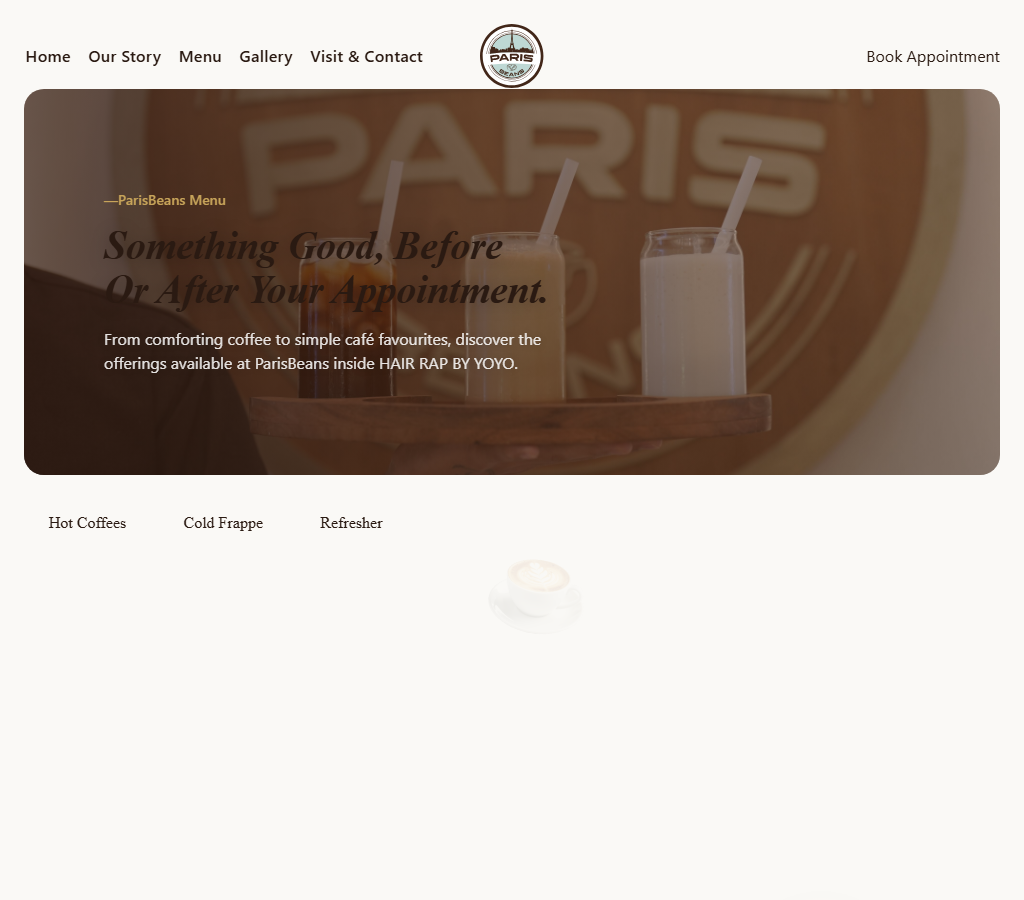 Home Our Story Menu Gallery Visit & Contact
PARIS
BEANS
Book Appointment
PARIS
—ParisBeans Menu
Something Good, Before
Or After Your Appointment.
From comforting coffee to simple café favourites, discover the
offerings available at ParisBeans inside HAIR RAP BY YOYO.
Hot Coffees Cold Frappe Refresher